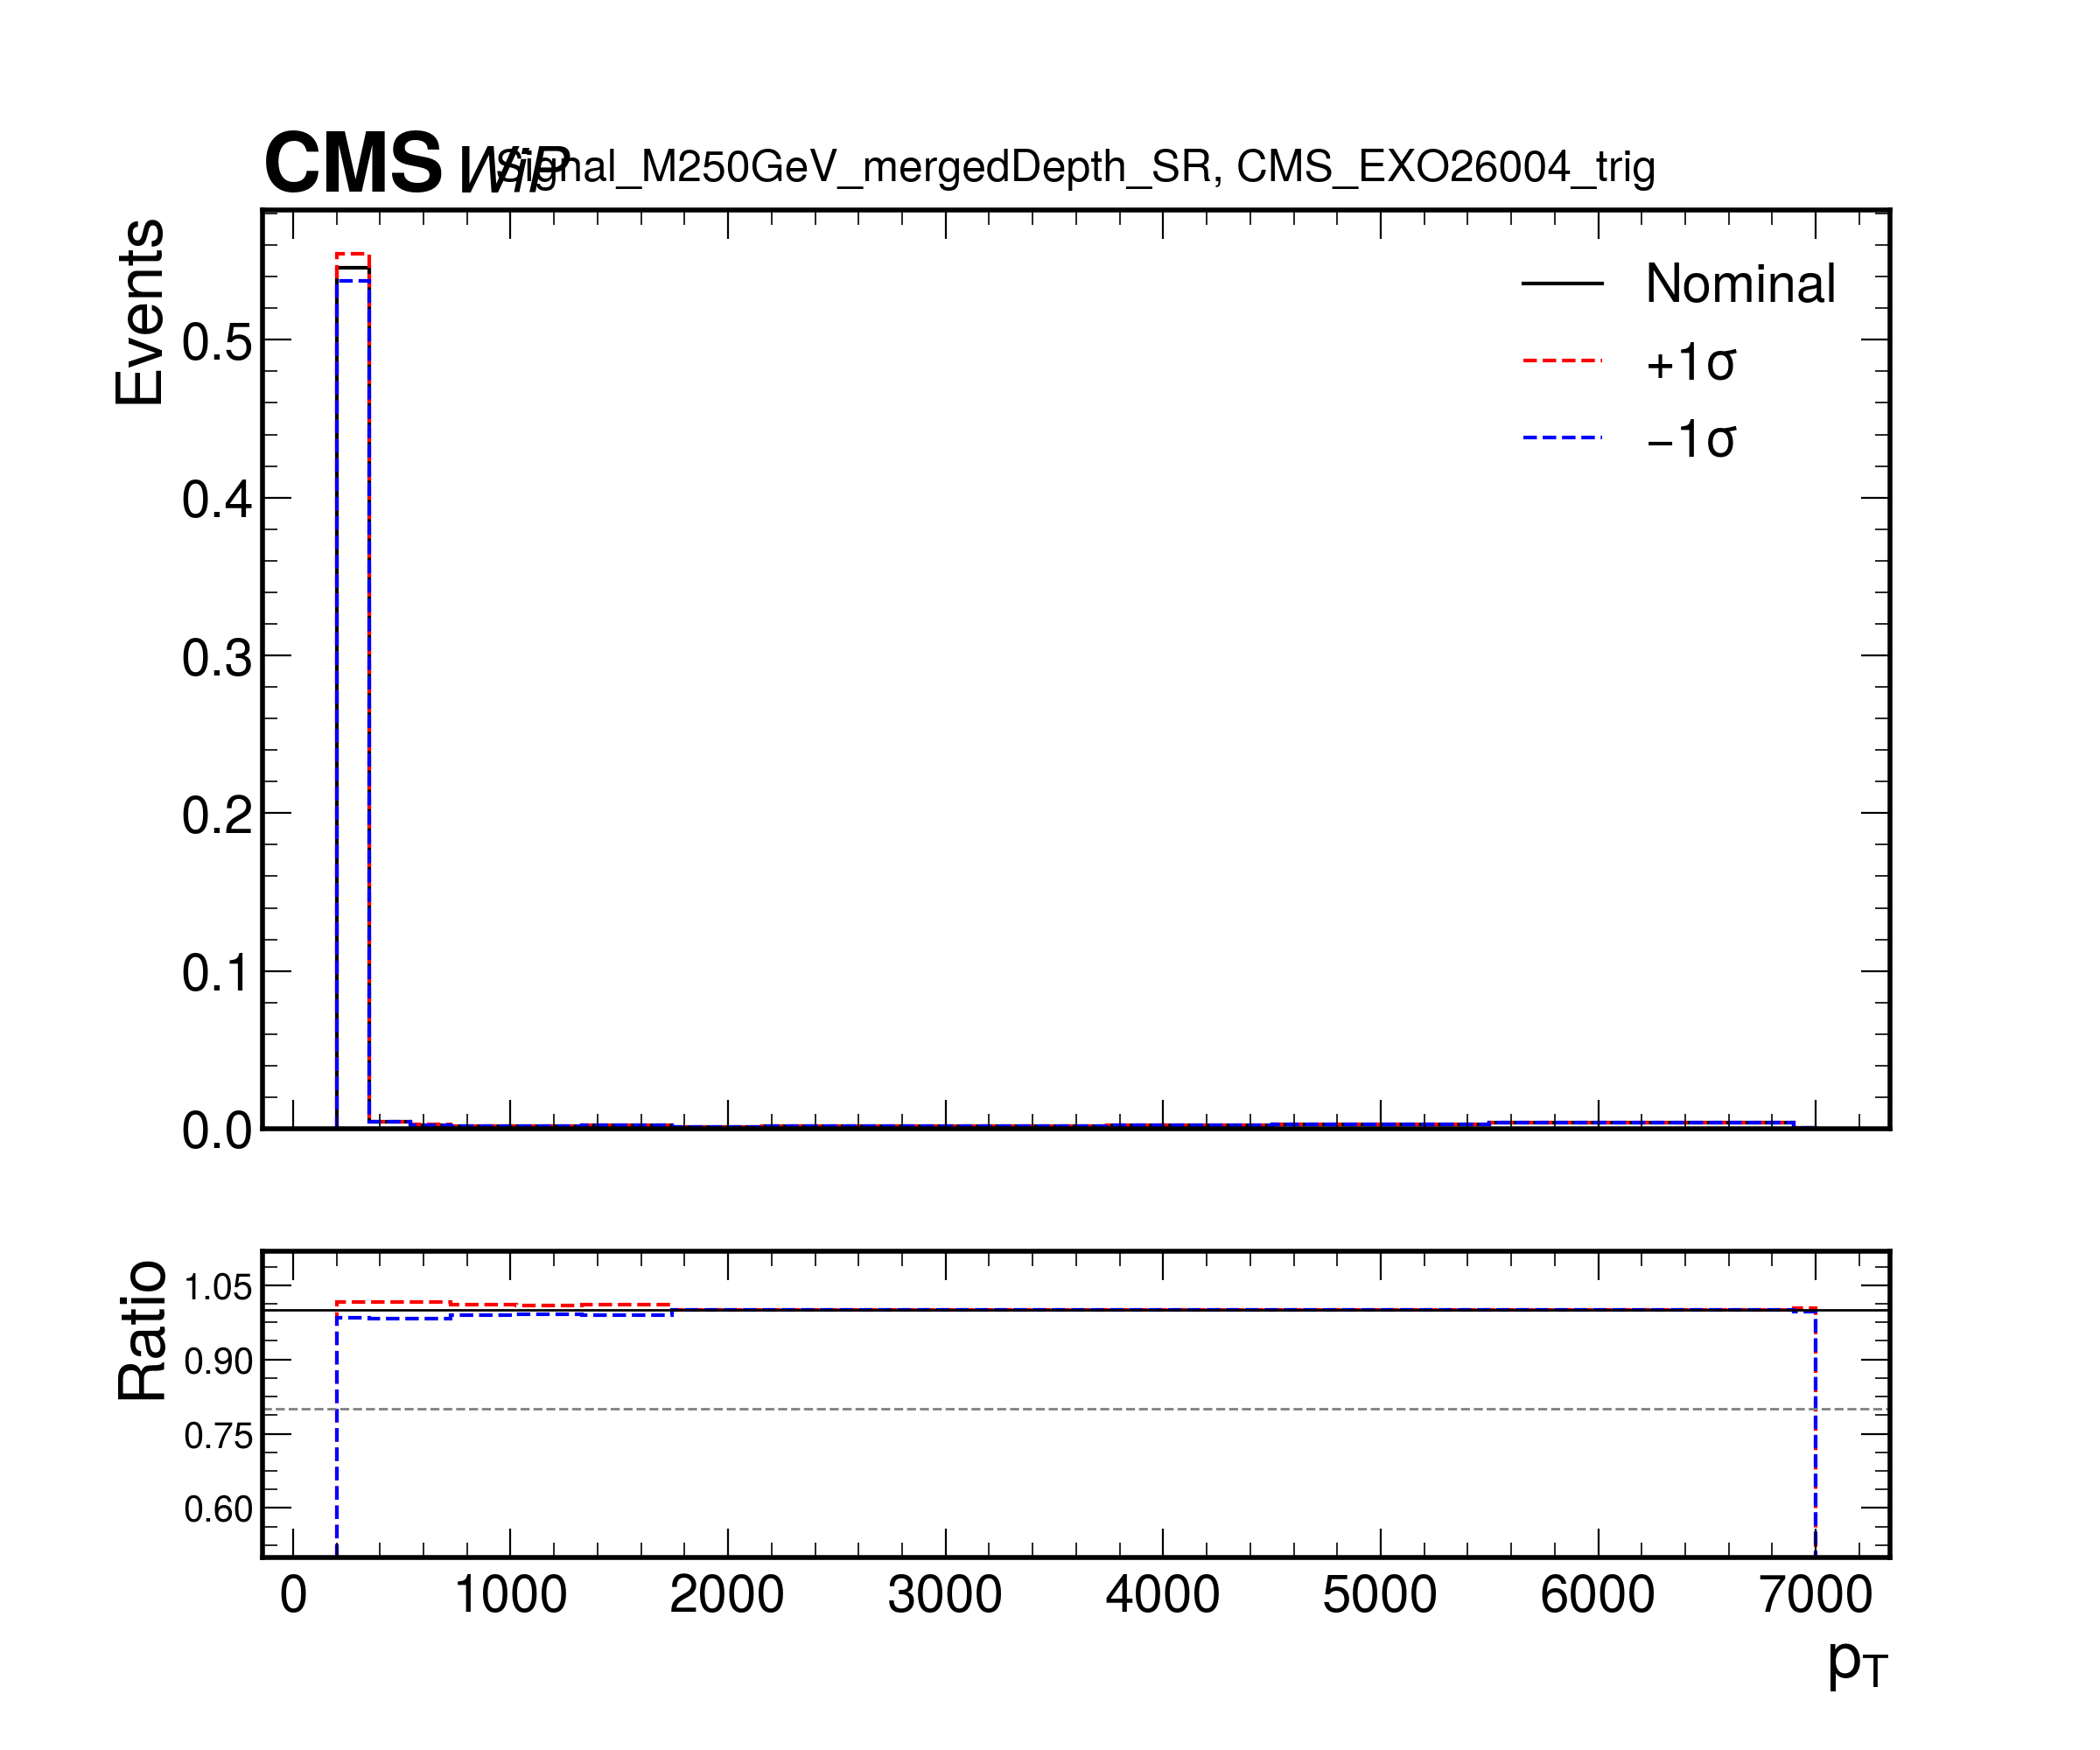 CMS WiP Signal_M250GeV_mergedDepth_SR, CMS_EXO26004_trig
Events
Nominal
+1σ
−1σ
0.5
0.4
0.3
0.2
0.1
0.0
Ratio
1.05
0.90
0.75
0.60
0 1000 2000 3000 4000 5000 6000 7000
pT